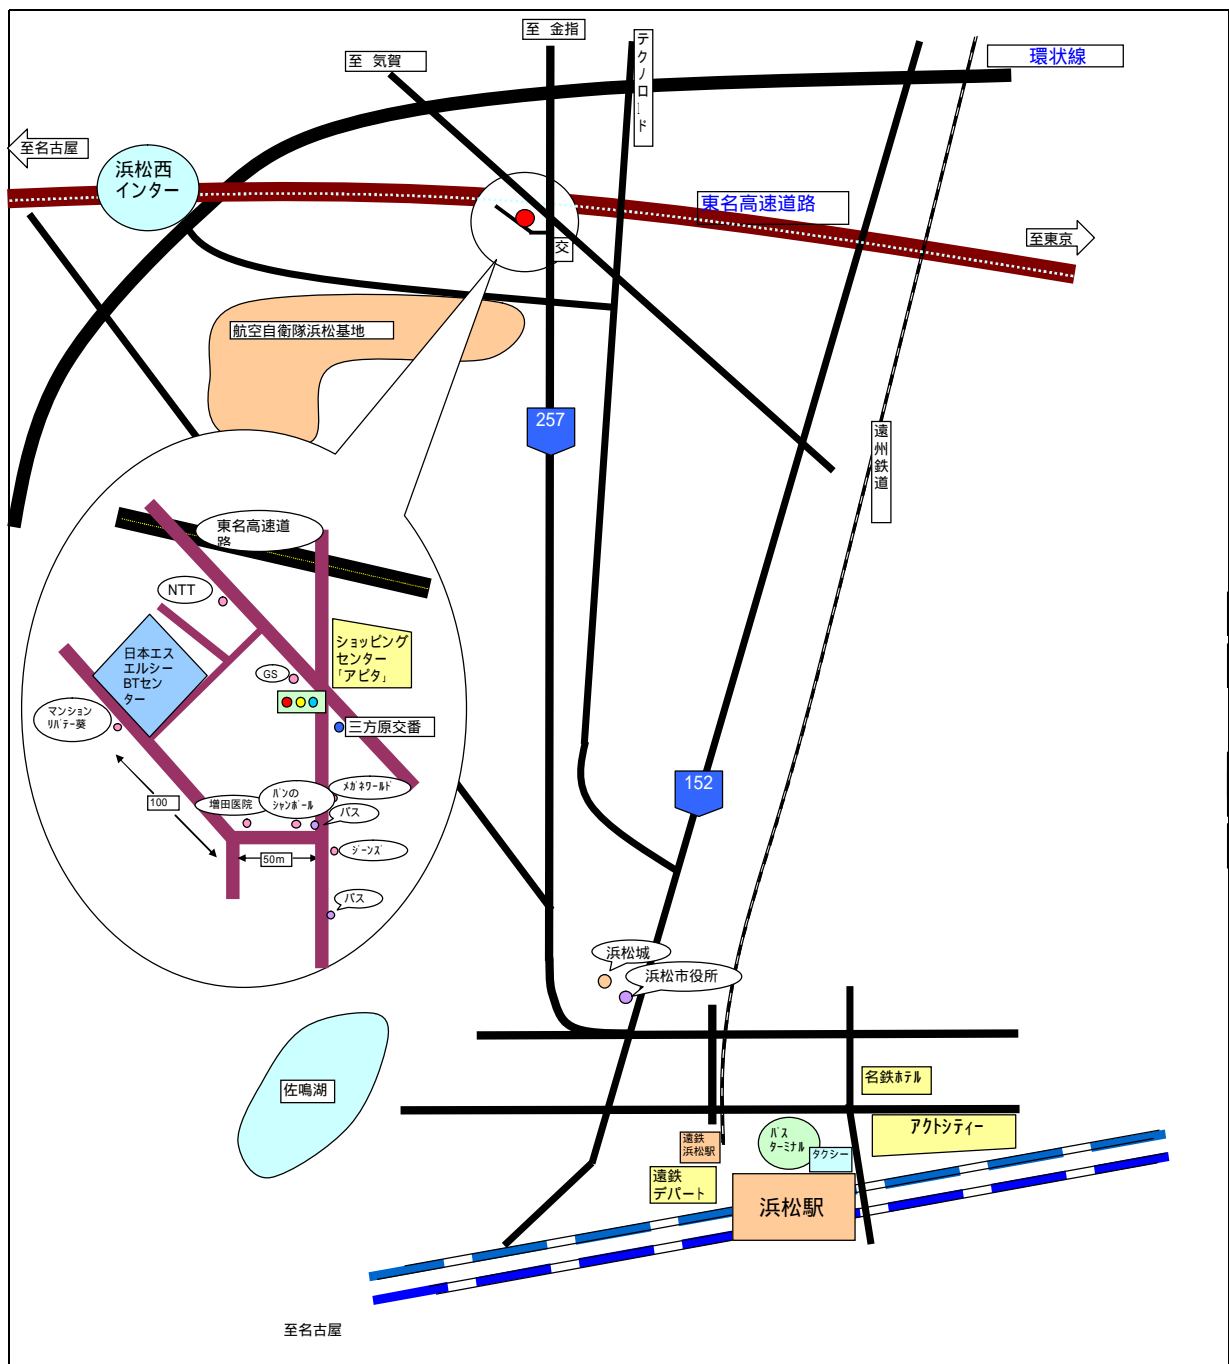 至 金指
テクノロード
至 気賀
環状線
至名古屋
浜松西
インター
東名高速道路
至東京
交
航空自衛隊浜松基地
257
遠州鉄道
東名高速道
路
NTT
日本エス
エルシー
BTセン
ター
ショッピング
センター
「アピタ」
GS
マンション
リバテー葵
三方原交番
100
増田医院
パンの
シャンボール
メガネワールド
バス
ジーンズ
50m
バス
152
浜松城
浜松市役所
佐鳴湖
名鉄ホテル
アクトシティー
遠鉄
浜松駅
バス
ターミナル
タクシー
遠鉄
デパート
浜松駅
至名古屋